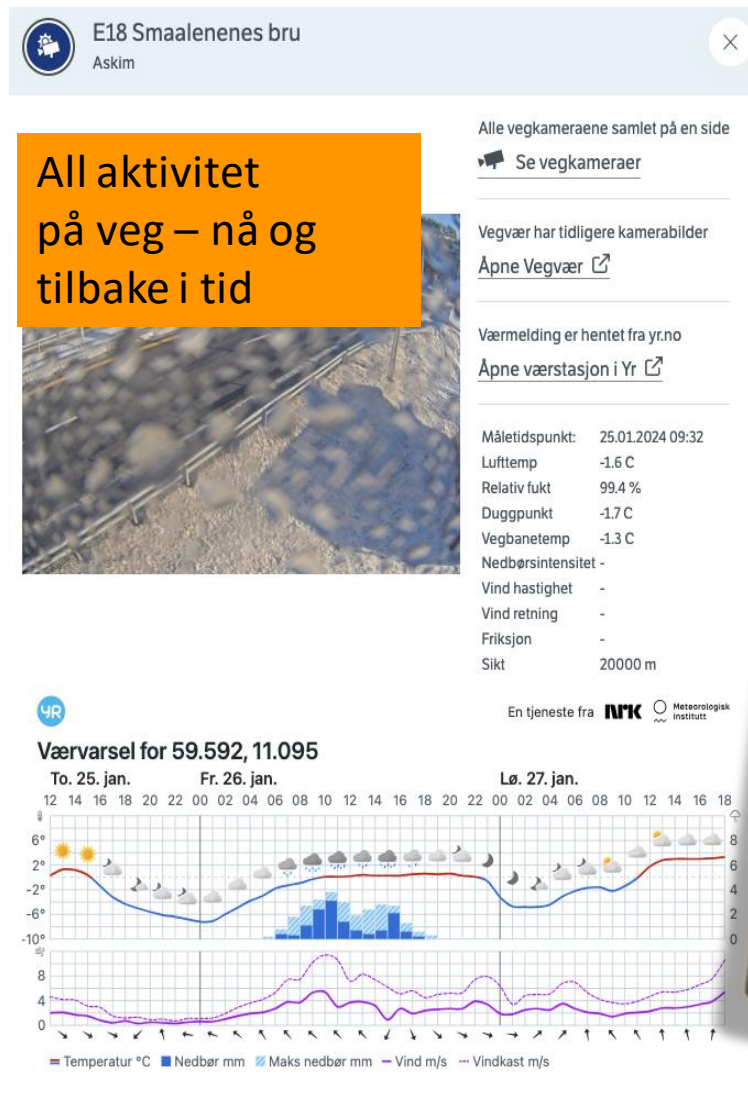 E18 Smaalenenes bru
Askim
All aktivitet
på veg – nå og
tilbake i tid
Alle vegkameraene samlet på en side
Se vegkameraer
Vegvær har tidligere kamerabilder
Åpne Vegvær
Værmelding er hentet fra yr.no
Åpne værstasjon i Yr
Måletidspunkt: 25.01.2024 09:32
Lufttemp -1.6 C
Relativ fukt 99.4 %
Duggpunkt -1.7 C
Vegbanetemp -1.3 C
Nedbørsintensitet -
Vind hastighet -
Vind retning -
Friksjon -
Sikt 20000 m
YR
En tjeneste fra NRK Meteorologisk institutt
Værvarsel for 59.592, 11.095
To. 25. jan. Fr. 26. jan. Lø. 27. jan.
12 14 16 18 20 22 00 02 04 06 08 10 12 14 16 18 20 22 00 02 04 06 08 10 12 14 16 18
6° 8
2° 6
-2° 4
-6° 2
-10° 0
8
4
0
Temperatur °C Nedbør mm Maks nedbør mm Vind m/s Vindkast m/s